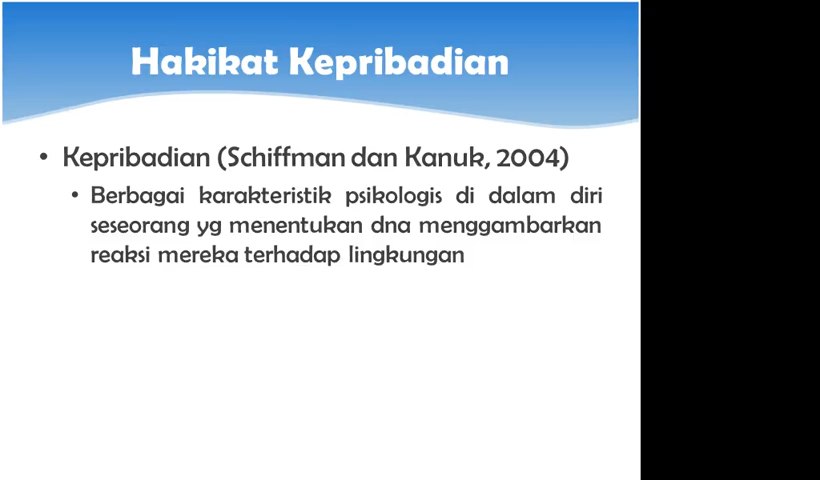 Hakikat Kepribadian
• Kepribadian (Schiffman dan Kanuk, 2004)
• Berbagai karakteristik psikologis di dalam diri
seseorang yg menentukan dna menggambarkan
reaksi mereka terhadap lingkungan